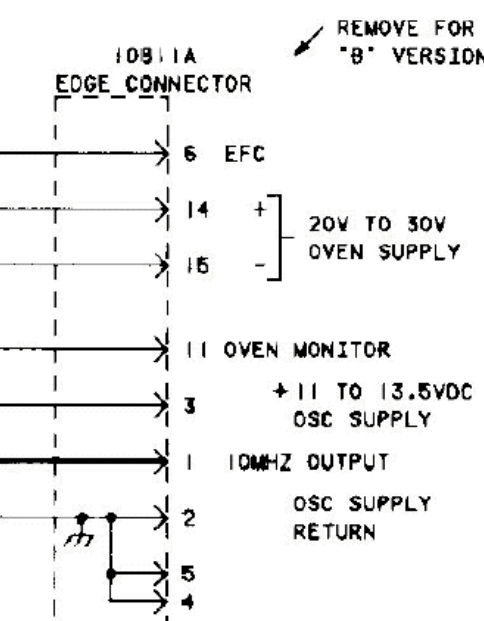 REMOVE FOR
"B" VERSION
10811A
EDGE CONNECTOR
6 EFC
14 +
20V TO 30V
OVEN SUPPLY
15 -
11 OVEN MONITOR
+11 TO 13.5VDC
3
OSC SUPPLY
1 10MHZ OUTPUT
2
OSC SUPPLY
RETURN
5
4